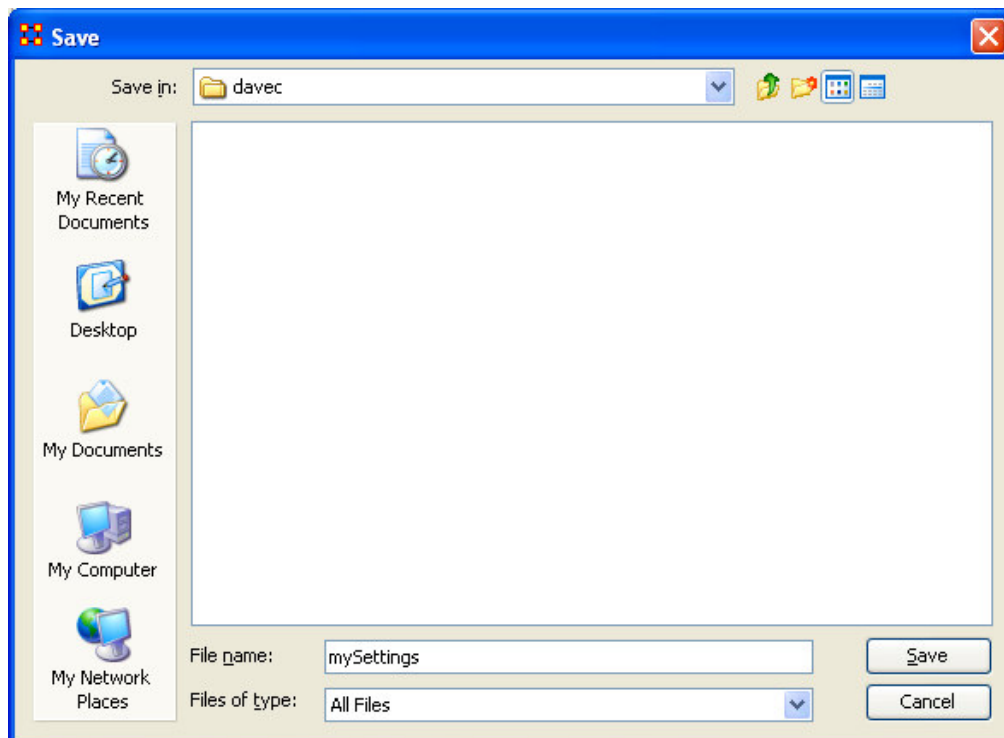 Save
Save in:
davec
My Recent
Documents
Desktop
My Documents
My Computer
My Network
Places
File name:
mySettings
Save
Files of type:
All Files
Cancel